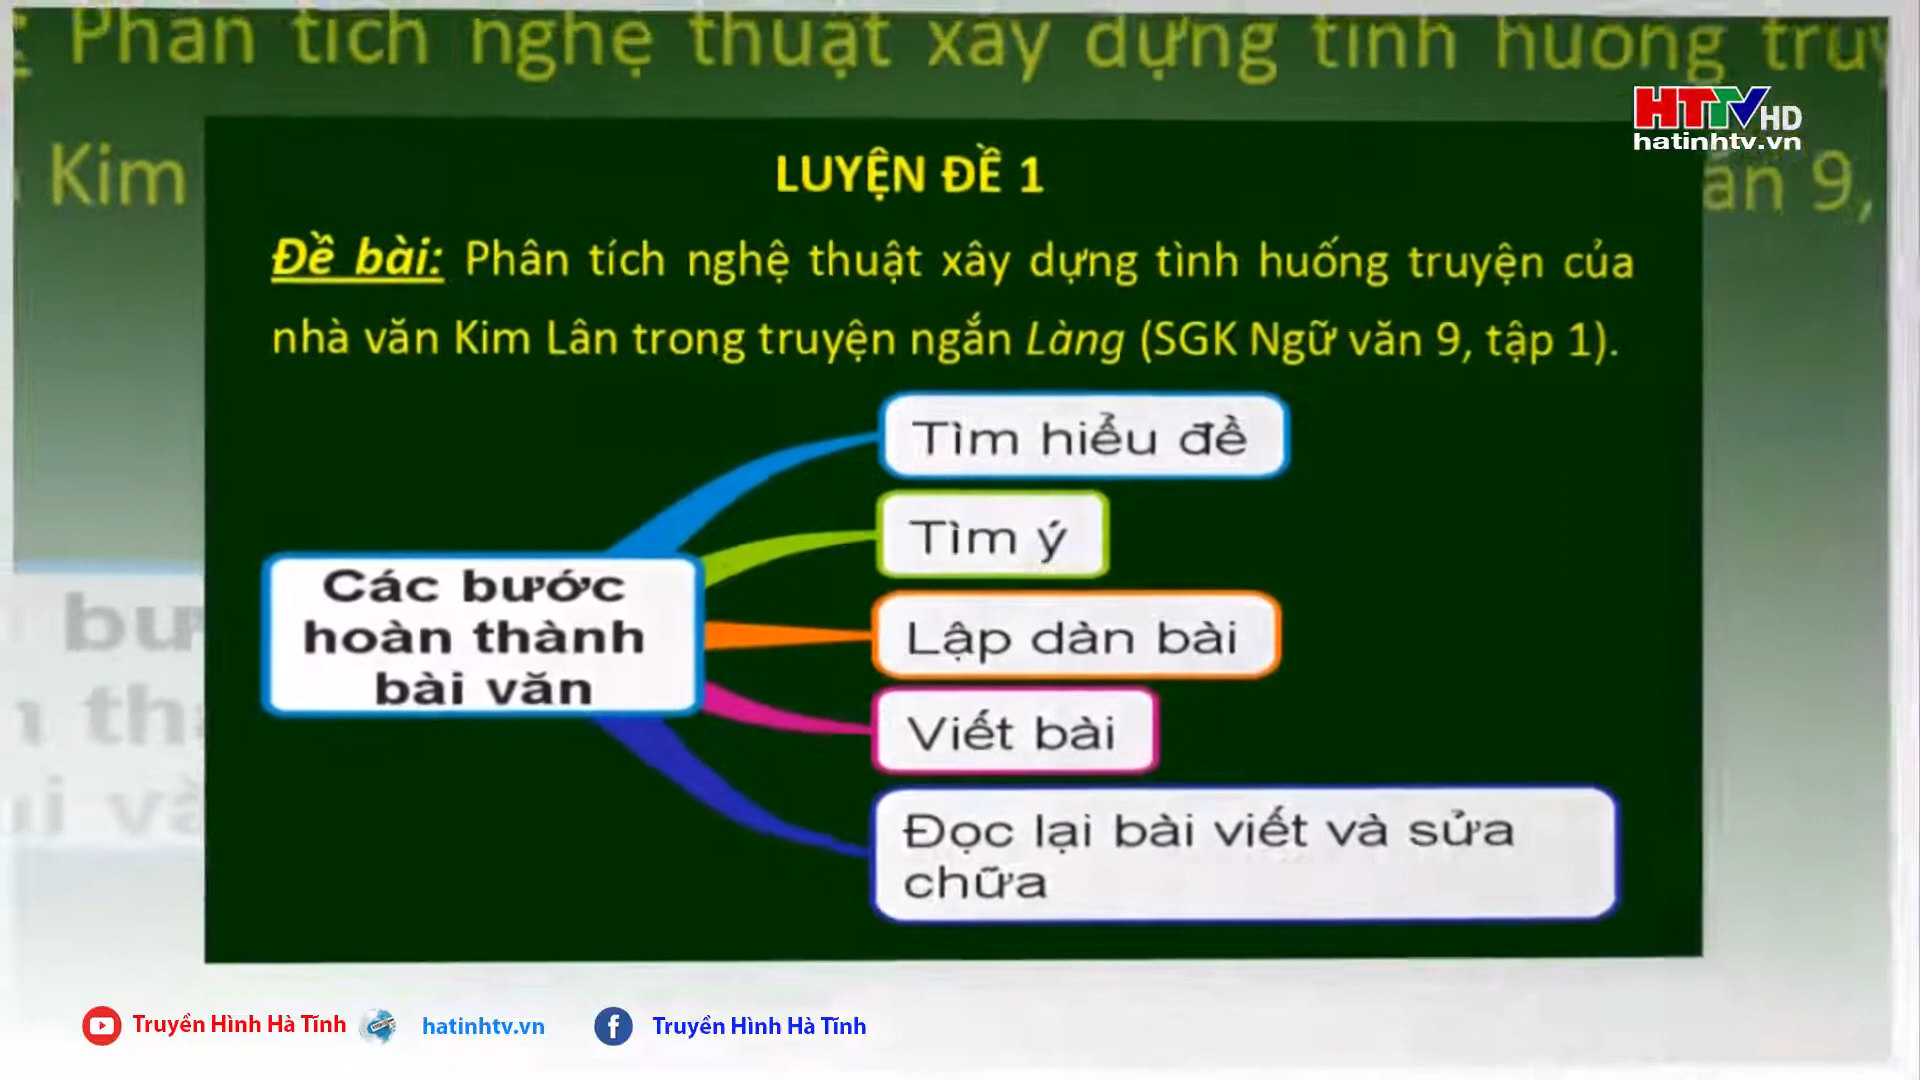 Phân tích nghệ thuật xây dựng tình huống
HTTV HD
hatinhtv.vn
Kim
văn 9,
LUYỆN ĐỀ 1
Đề bài: Phân tích nghệ thuật xây dựng tình huống truyện của
nhà văn Kim Lân trong truyện ngắn Làng (SGK Ngữ văn 9, tập 1).
Tìm hiểu đề
Tìm ý
Các bước
hoàn thành
bài văn
Lập dàn bài
Viết bài
Đọc lại bài viết và sửa
chữa
Truyền Hình Hà Tĩnh
hatinhtv.vn
Truyền Hình Hà Tĩnh